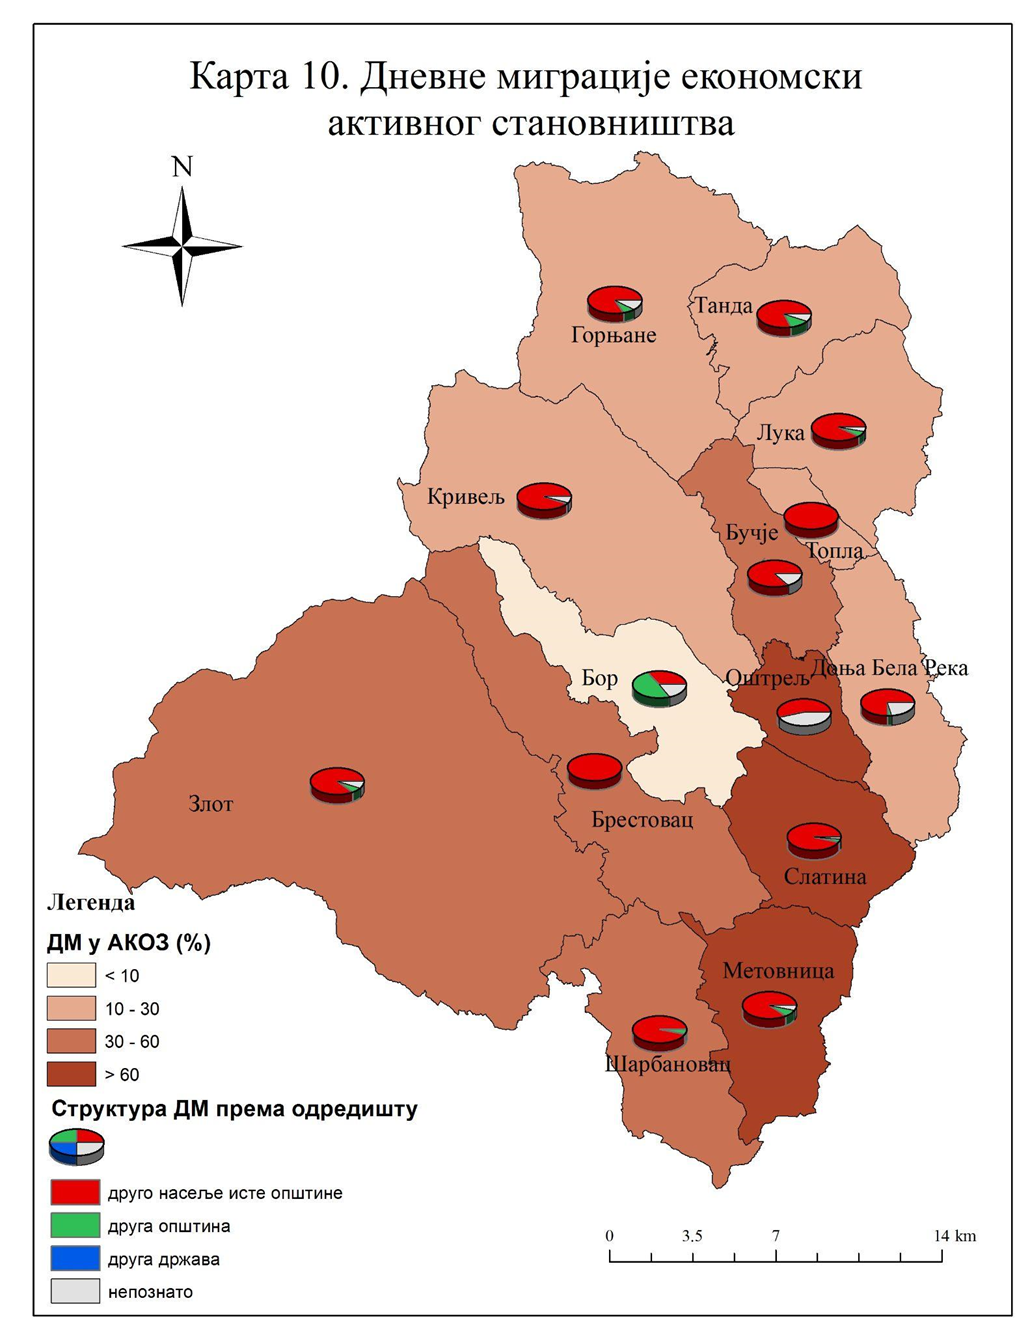 Карта 10. Дневне миграције економски
активног становништва
N
Танда
Горњане
Лука
Кривељ
Бучје
Топла
Доња Бела Река
Бор
Оштрељ
Злот
Брестовац
Слатина
Метовница
Шарбановац
Легенда
ДМ у АКОЗ (%)
< 10
10 - 30
30 - 60
> 60
Структура ДМ према одредишту
друго насеље исте општине
друга општина
друга држава
непознато
0 3.5 7 14 km